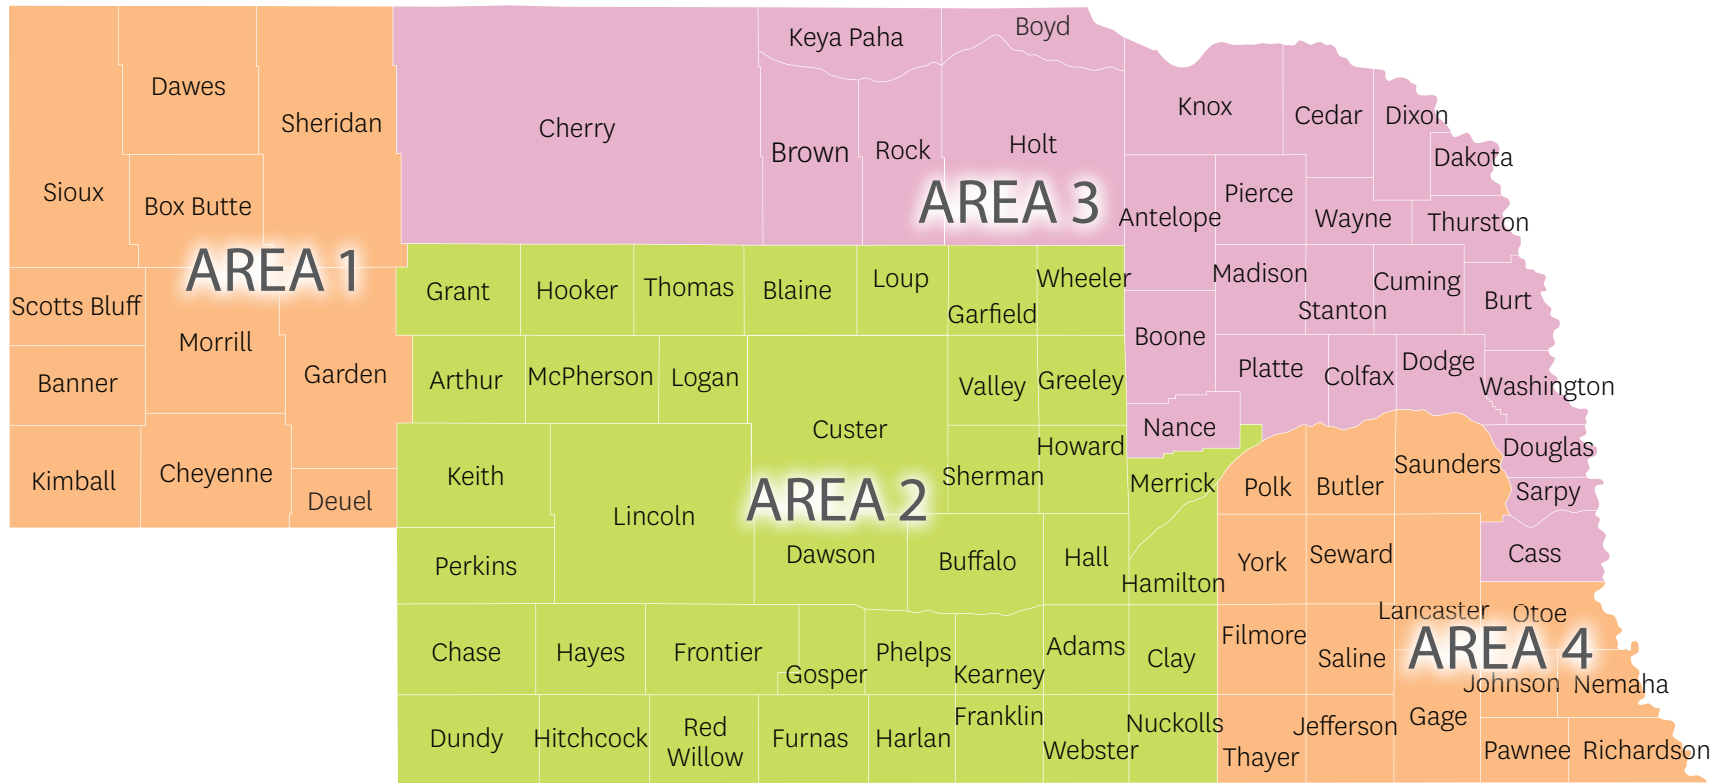 Keya Paha
Boyd
Dawes
Sheridan
Cherry
Brown
Rock
Holt
Knox
Cedar
Dixon
Dakota
Sioux
Box Butte
AREA 3
Antelope
Pierce
Wayne
Thurston
AREA 1
Grant
Hooker
Thomas
Blaine
Loup
Garfield
Wheeler
Madison
Stanton
Cuming
Burt
Scotts Bluff
Morrill
Boone
Banner
Garden
Arthur
McPherson
Logan
Custer
Valley
Greeley
Platte
Colfax
Dodge
Washington
Nance
Kimball
Cheyenne
Deuel
Keith
Lincoln
AREA 2
Sherman
Howard
Merrick
Polk
Butler
Saunders
Douglas
Sarpy
Perkins
Dawson
Buffalo
Hall
Hamilton
York
Seward
Cass
Chase
Hayes
Frontier
Gosper
Phelps
Kearney
Adams
Clay
Filmore
Saline
Lancaster
Otoe
AREA 4
Johnson
Nemaha
Dundy
Hitchcock
Red
Willow
Furnas
Harlan
Franklin
Webster
Nuckolls
Thayer
Jefferson
Gage
Pawnee
Richardson